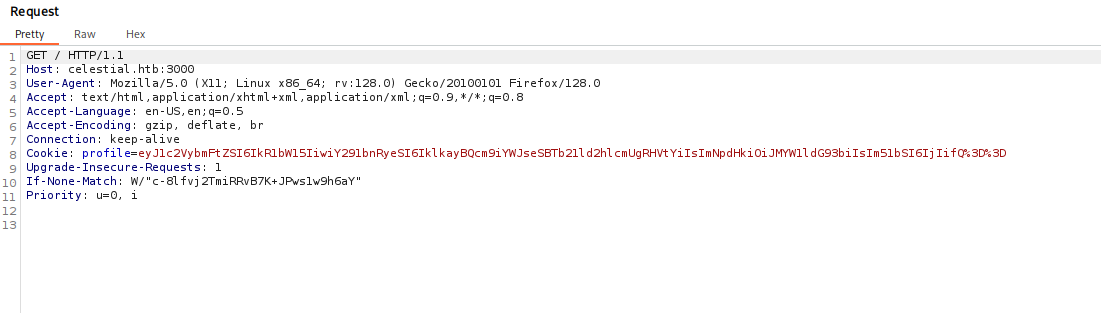 Request
Pretty Raw Hex
1 GET / HTTP/1.1
2 Host: celestial.htb:3000
3 User-Agent: Mozilla/5.0 (X11; Linux x86_64; rv:128.0) Gecko/20100101 Firefox/128.0
4 Accept: text/html,application/xhtml+xml,application/xml;q=0.9,*/*;q=0.8
5 Accept-Language: en-US,en;q=0.5
6 Accept-Encoding: gzip, deflate, br
7 Connection: keep-alive
8 Cookie: profile=eyJ1c2VybmFtZSI6IkR1bW15IiwiY291bnRyeSI6IklkayBQcm9iYWJseSBTb21ld2hlcmUgRHVtYiIsImNpdHkiOiJMYW1ldG93biIsIm51bSI6IjIifQ%3D%3D
9 Upgrade-Insecure-Requests: 1
10 If-None-Match: W/"c-8lfvj2TmiRRvB7K+JPws1w9h6aY"
11 Priority: u=0, i
12
13